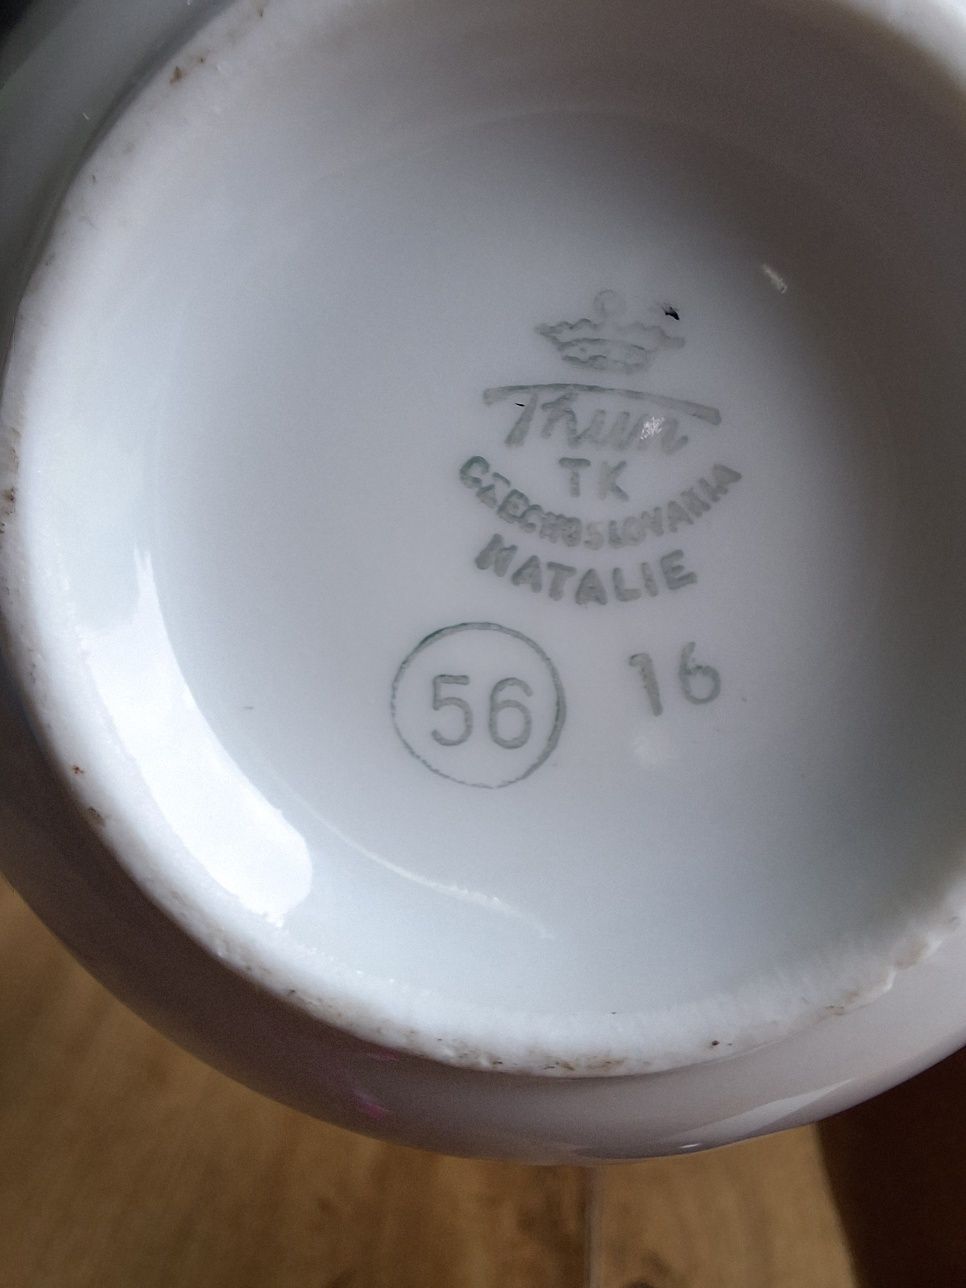 Thun
TK
CZECHOSLOVAKIA
NATALIE
56 16